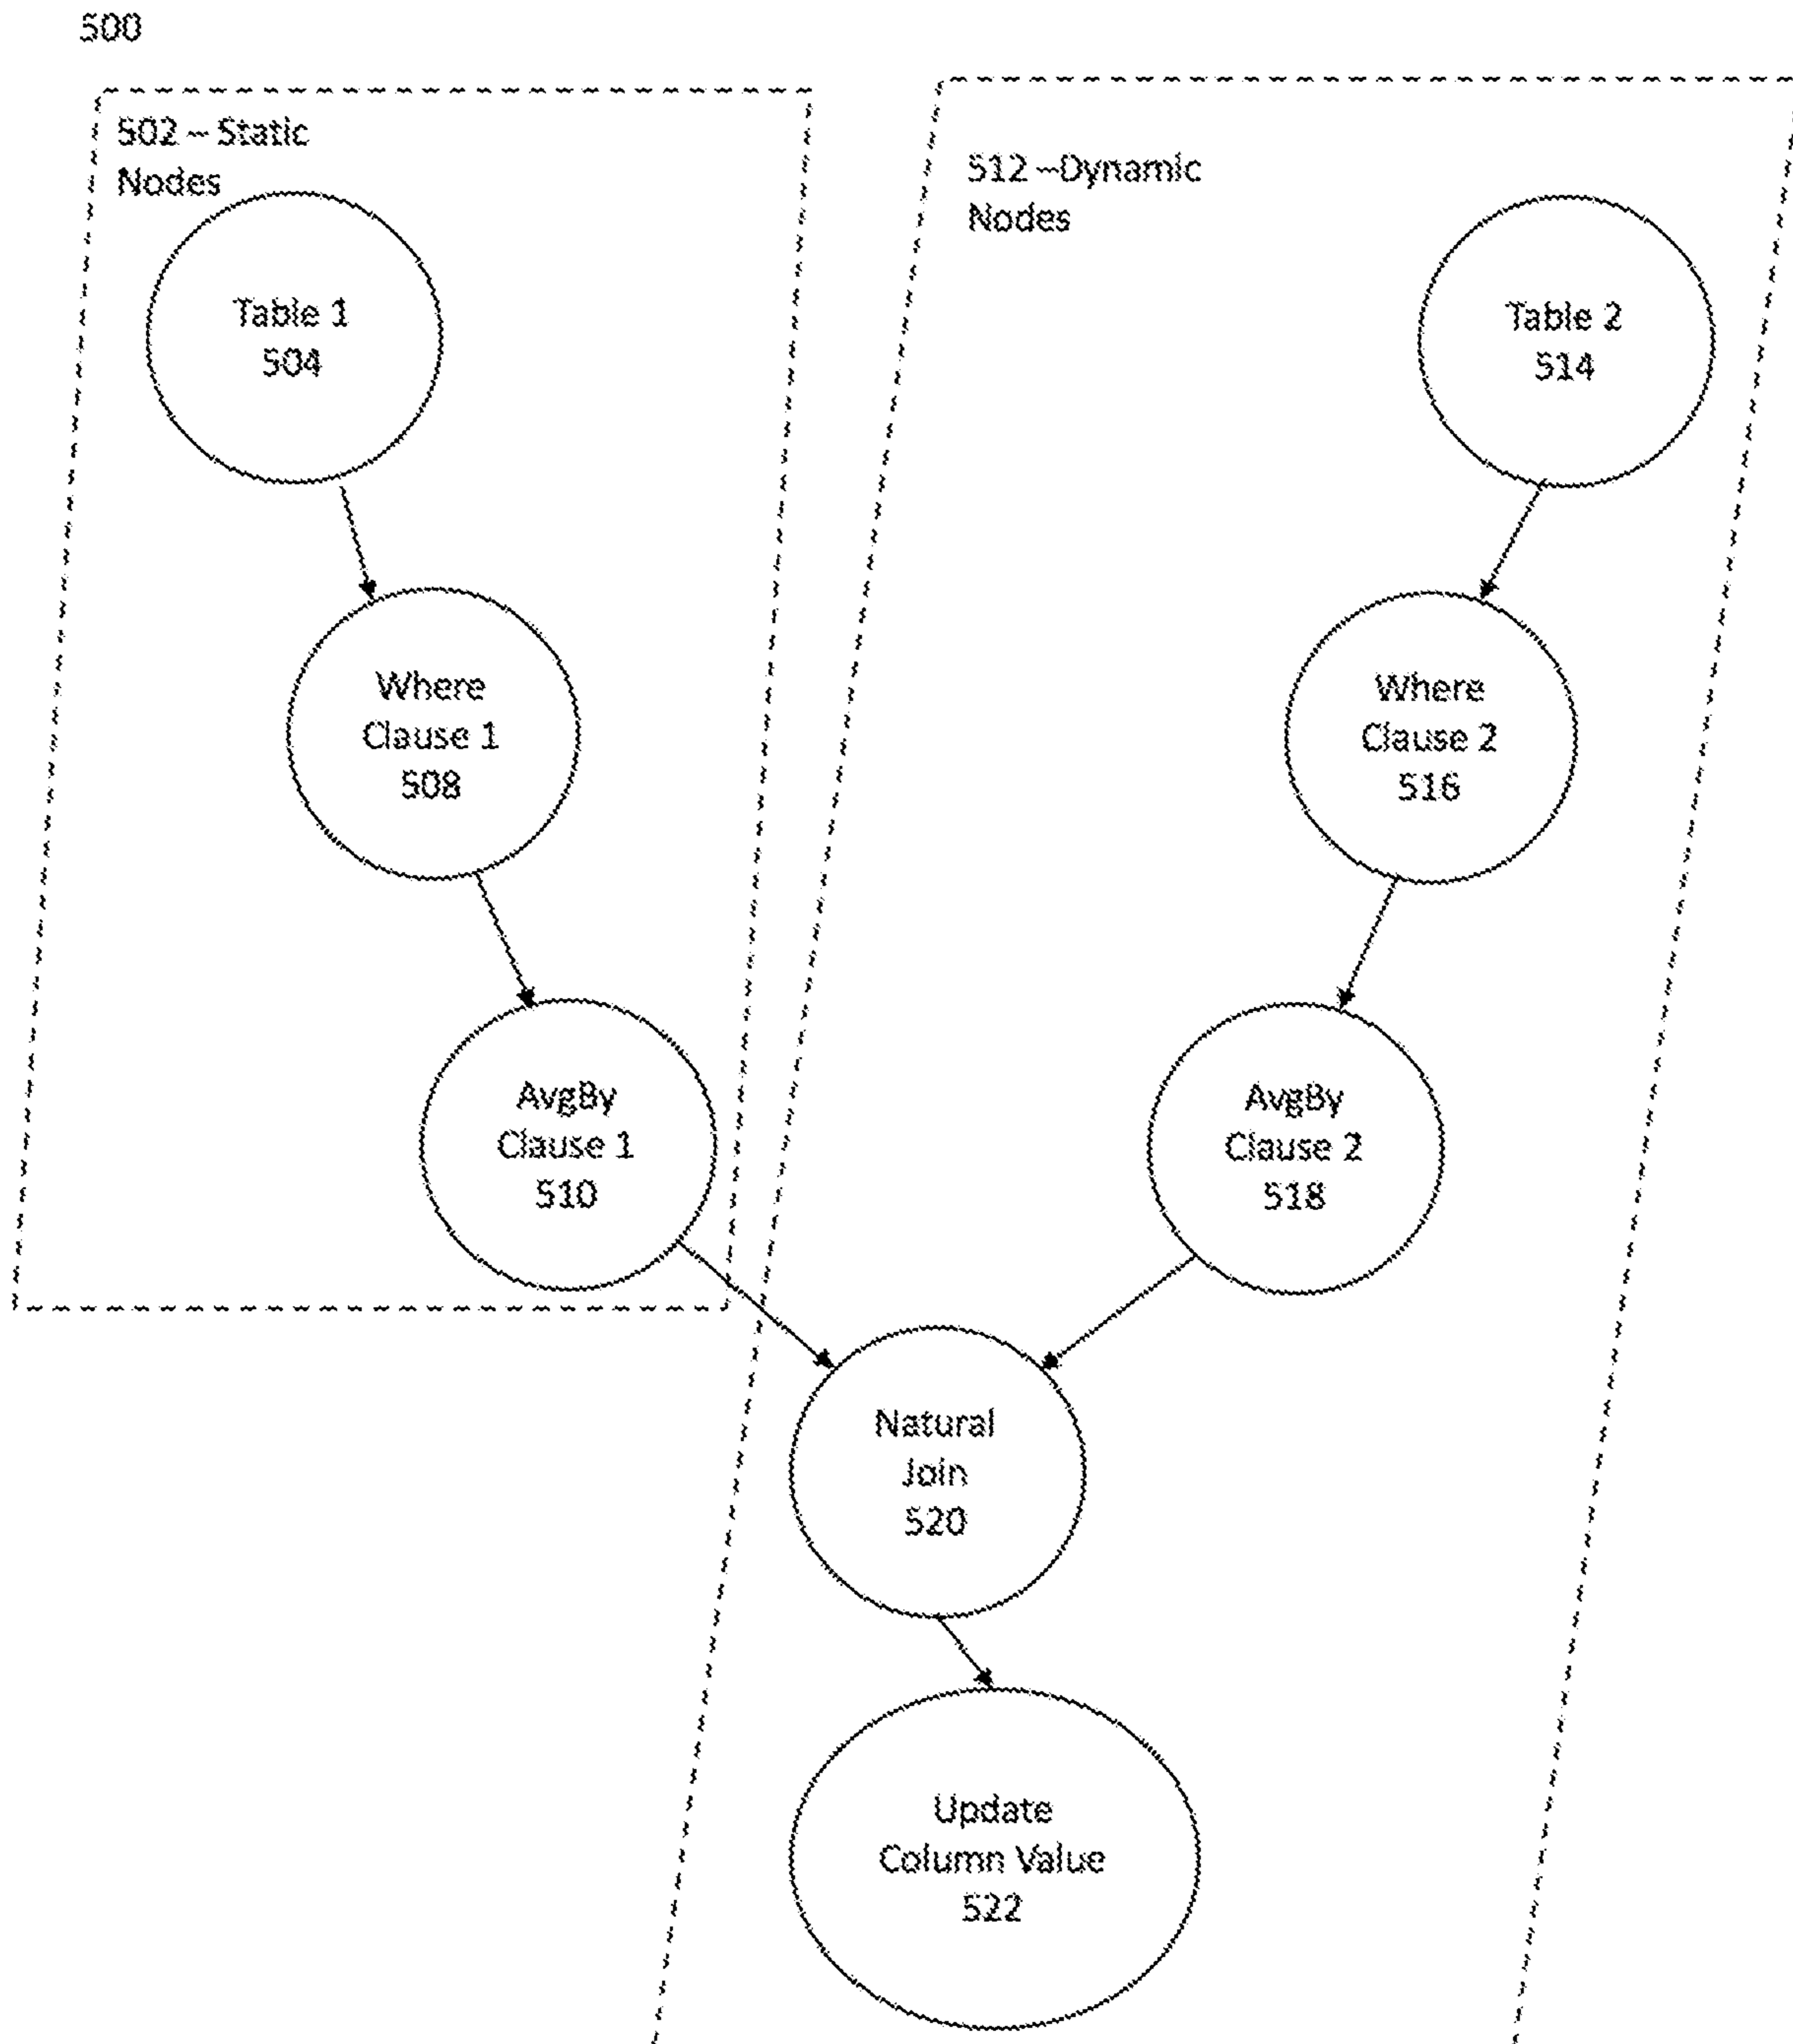 500
502 – Static
Nodes
512 –Dynamic
Nodes
Table 1
504
Table 2
514
Where
Clause 1
508
Where
Clause 2
516
AvgBy
Clause 1
510
AvgBy
Clause 2
518
Natural
Join
520
Update
Column Value
522